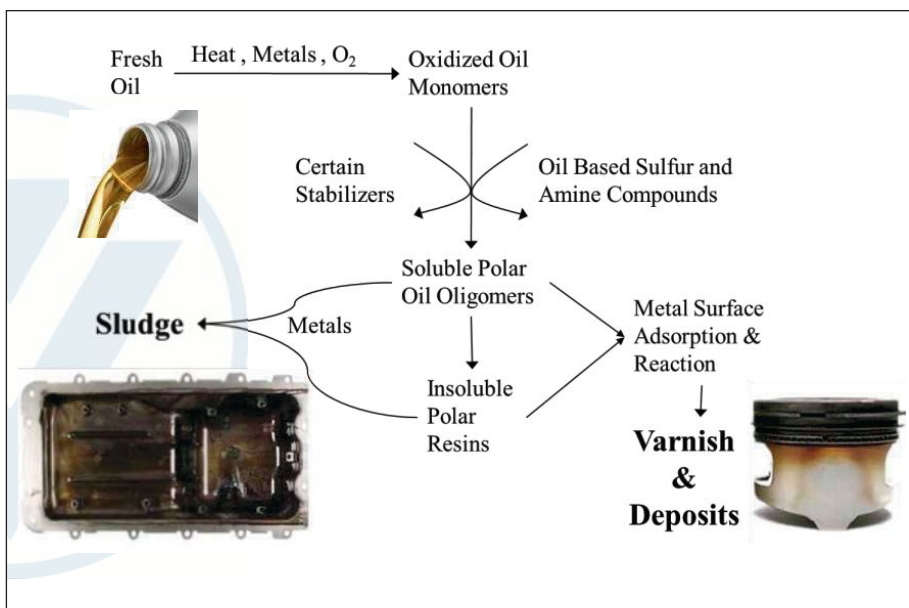 Fresh
Oil
Heat , Metals , O₂
Oxidized Oil
Monomers
Certain
Stabilizers
Oil Based Sulfur and
Amine Compounds
Soluble Polar
Oil Oligomers
Sludge
Metals
Metal Surface
Adsorption &
Reaction
Insoluble
Polar
Resins
Varnish
&
Deposits